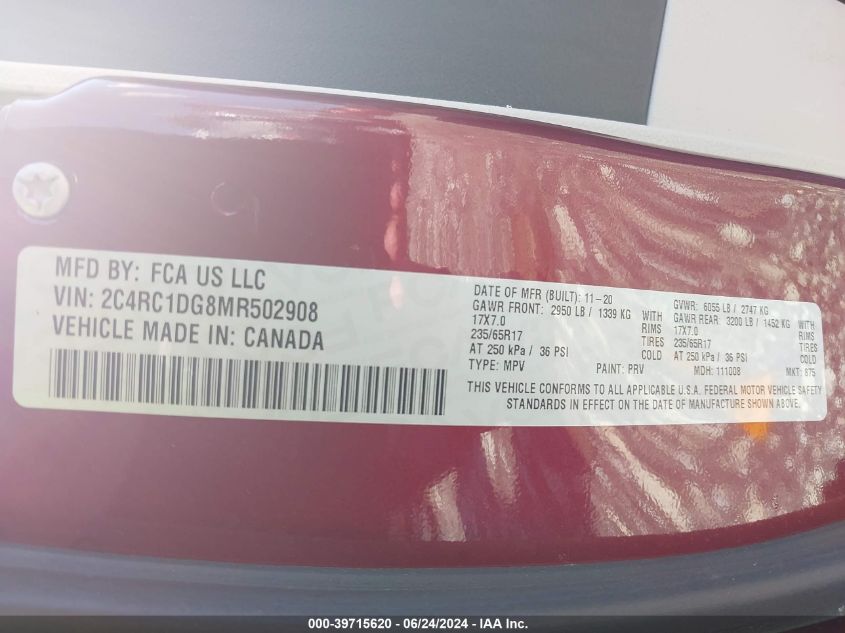 MFD BY: FCA US LLC
VIN: 2C4RC1DG8MR502908
VEHICLE MADE IN: CANADA
DATE OF MFR (BUILT): 11-20 GVWR: 6055 LB / 2747 KG
GAWR FRONT: 2950 LB / 1339 KG WITH GAWR REAR: 3200 LB / 1452 KG WITH
17X7.0 RIMS 17X7.0 RIMS
235/65R17 TIRES 235/65R17 TIRES
AT 250 kPa / 36 PSI COLD AT 250 kPa / 36 PSI COLD
TYPE: MPV PAINT: PRV MDH: 111008 MKT: 875
THIS VEHICLE CONFORMS TO ALL APPLICABLE U.S.A. FEDERAL MOTOR VEHICLE SAFETY
STANDARDS IN EFFECT ON THE DATE OF MANUFACTURE SHOWN ABOVE.
000-39715620 / 06/24/2024 - IAA Inc.